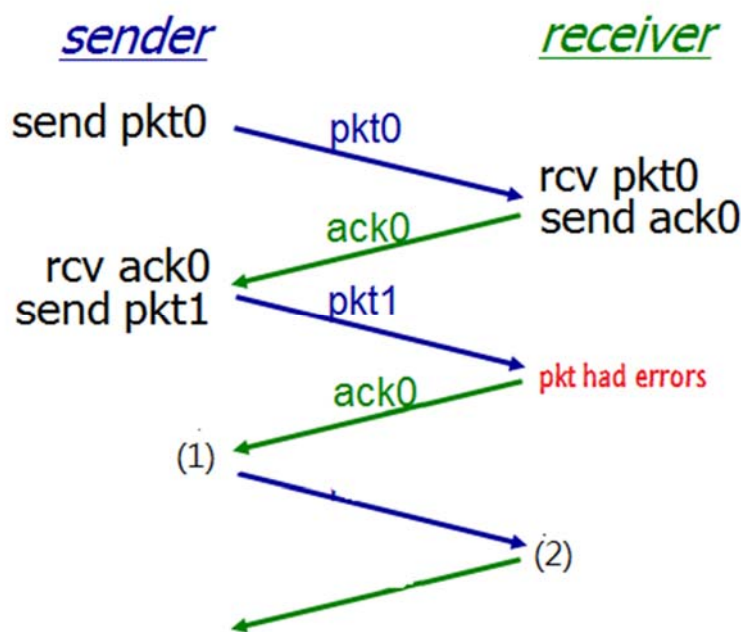 sender
receiver
send pkt0
pkt0
rcv pkt0
send ack0
ack0
rcv ack0
send pkt1
pkt1
pkt had errors
ack0
(1)
(2)